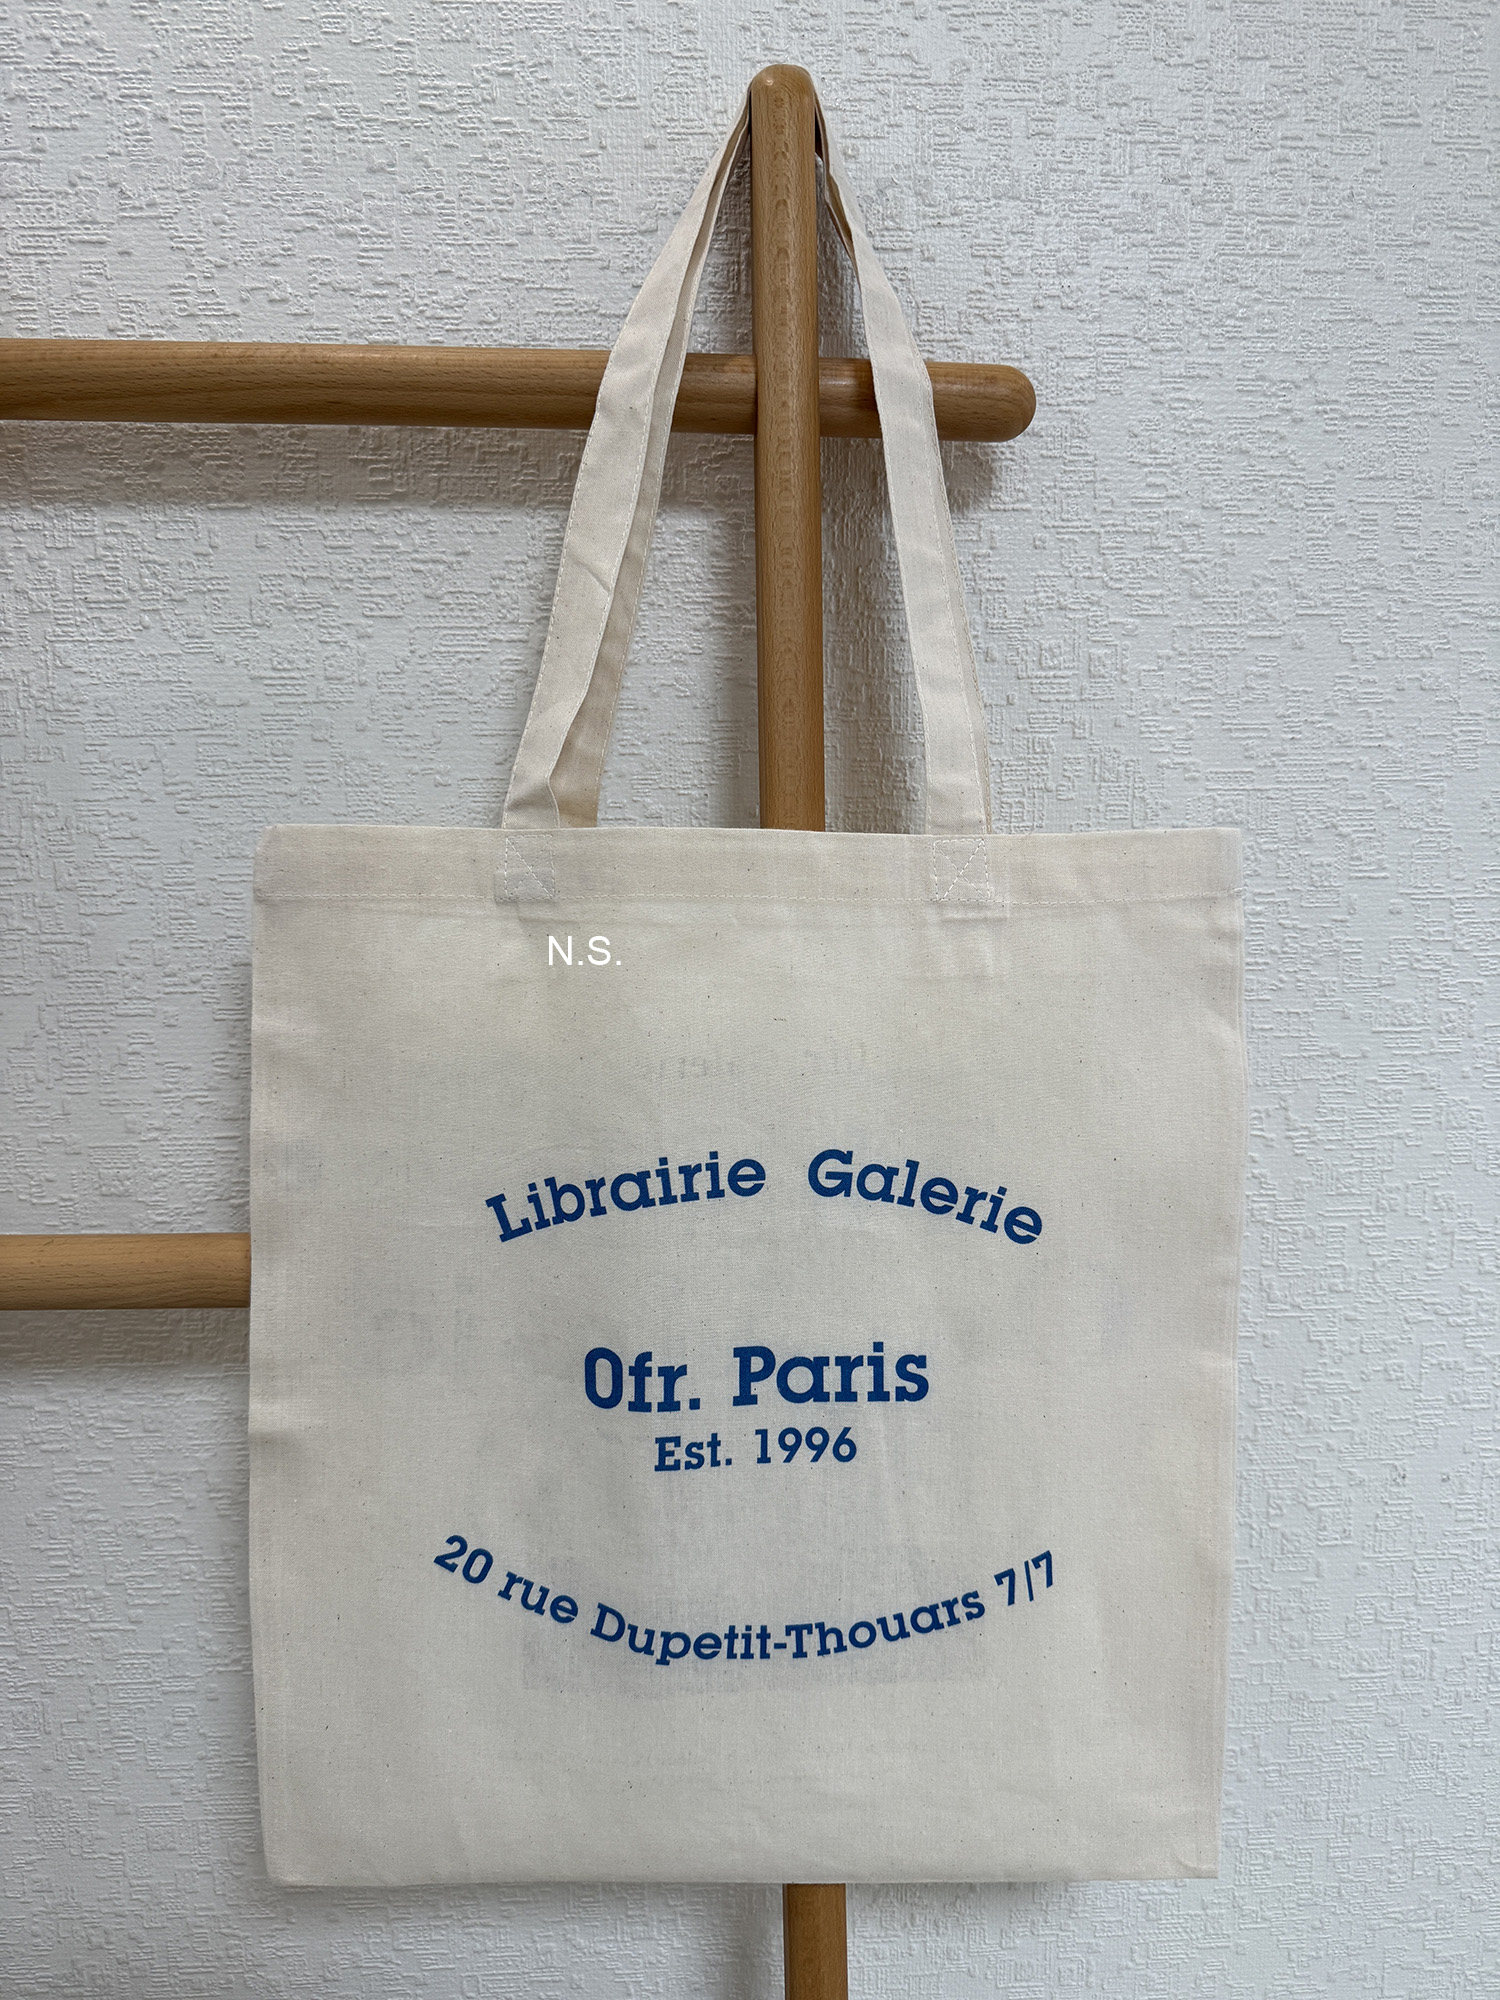 N.S.
Librairie Galerie
Ofr. Paris
Est. 1996
20 rue Dupetit-Thouars 7/7